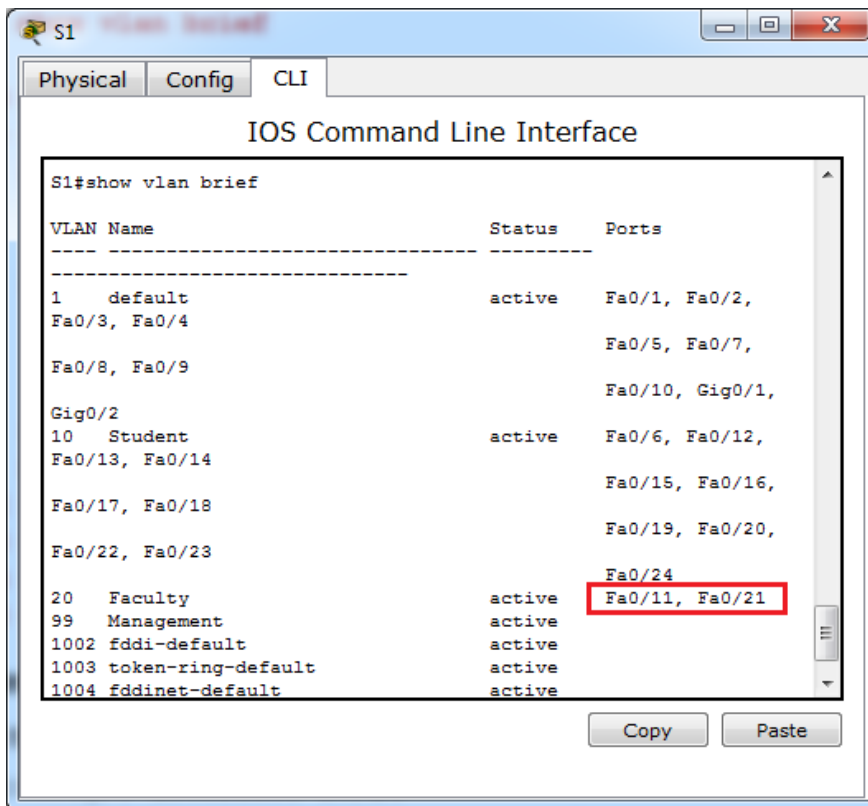 S1
Physical Config CLI
IOS Command Line Interface
S1#show vlan brief
VLAN Name Status Ports
---- -------------------------------- ---------
-------------------------------
1 default active Fa0/1, Fa0/2,
Fa0/3, Fa0/4
Fa0/5, Fa0/7,
Fa0/8, Fa0/9
Fa0/10, Gig0/1,
Gig0/2
10 Student active Fa0/6, Fa0/12,
Fa0/13, Fa0/14
Fa0/15, Fa0/16,
Fa0/17, Fa0/18
Fa0/19, Fa0/20,
Fa0/22, Fa0/23
Fa0/24
20 Faculty active Fa0/11, Fa0/21
99 Management active
1002 fddi-default active
1003 token-ring-default active
1004 fddinet-default active
Copy Paste